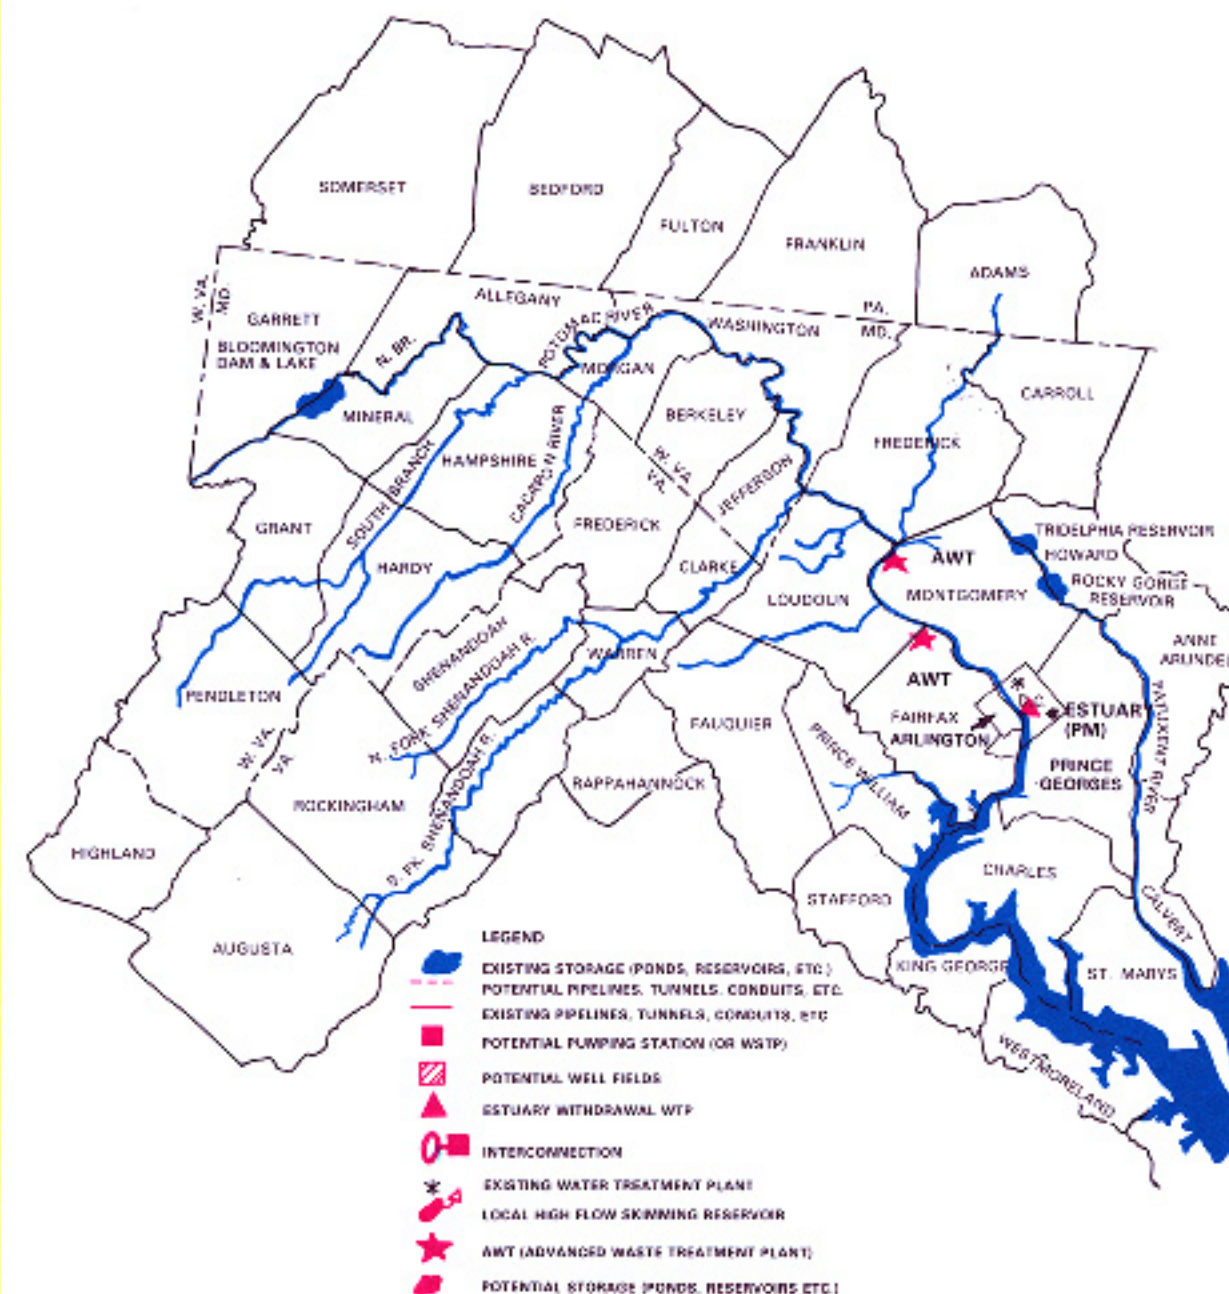 SOMERSET
BEDFORD
FULTON
FRANKLIN
ADAMS
W. VA.
MD.
GARRETT
BLOOMINGTON
DAM & LAKE
ALLEGANY
N. BR.
POTOMAC RIVER
WASHINGTON
PA.
MD.
MORGAN
MINERAL
BERKELEY
CARROLL
FREDERICK
HAMPSHIRE
SOUTH BRANCH
CACAPON RIVER
W. VA.
VA.
JEFFERSON
GRANT
FREDERICK
TRIDELPHIA RESERVOIR
HOWARD
HARDY
CLARKE
AWT
ROCKY GORGE
RESERVOIR
LOUDOUN
MONTGOMERY
SHENANDOAH
ANNE
ARUNDEL
WARREN
N. FORK SHENANDOAH R.
PENDLETON
AWT
PATUXENT RIVER
FAIRFAX
ARLINGTON
ESTUAR
(PM)
FAUQUIER
PRINCE WILLIAM
W. VA.
VA.
PRINCE
GEORGES
RAPPAHANNOCK
ROCKINGHAM
S. FK. SHENANDOAH R.
HIGHLAND
CHARLES
STAFFORD
CALVERT
AUGUSTA
KING GEORGE
ST. MARYS
WESTMORELAND
LEGEND
EXISTING STORAGE (PONDS, RESERVOIRS, ETC.)
POTENTIAL PIPELINES, TUNNELS, CONDUITS, ETC.
EXISTING PIPELINES, TUNNELS, CONDUITS, ETC
POTENTIAL PUMPING STATION (OR WSTP)
POTENTIAL WELL FIELDS
ESTUARY WITHDRAWAL WTP
INTERCONNECTION
EXISTING WATER TREATMENT PLANT
LOCAL HIGH FLOW SKIMMING RESERVOIR
AWT (ADVANCED WASTE TREATMENT PLANT)
POTENTIAL STORAGE (PONDS, RESERVOIRS ETC.)